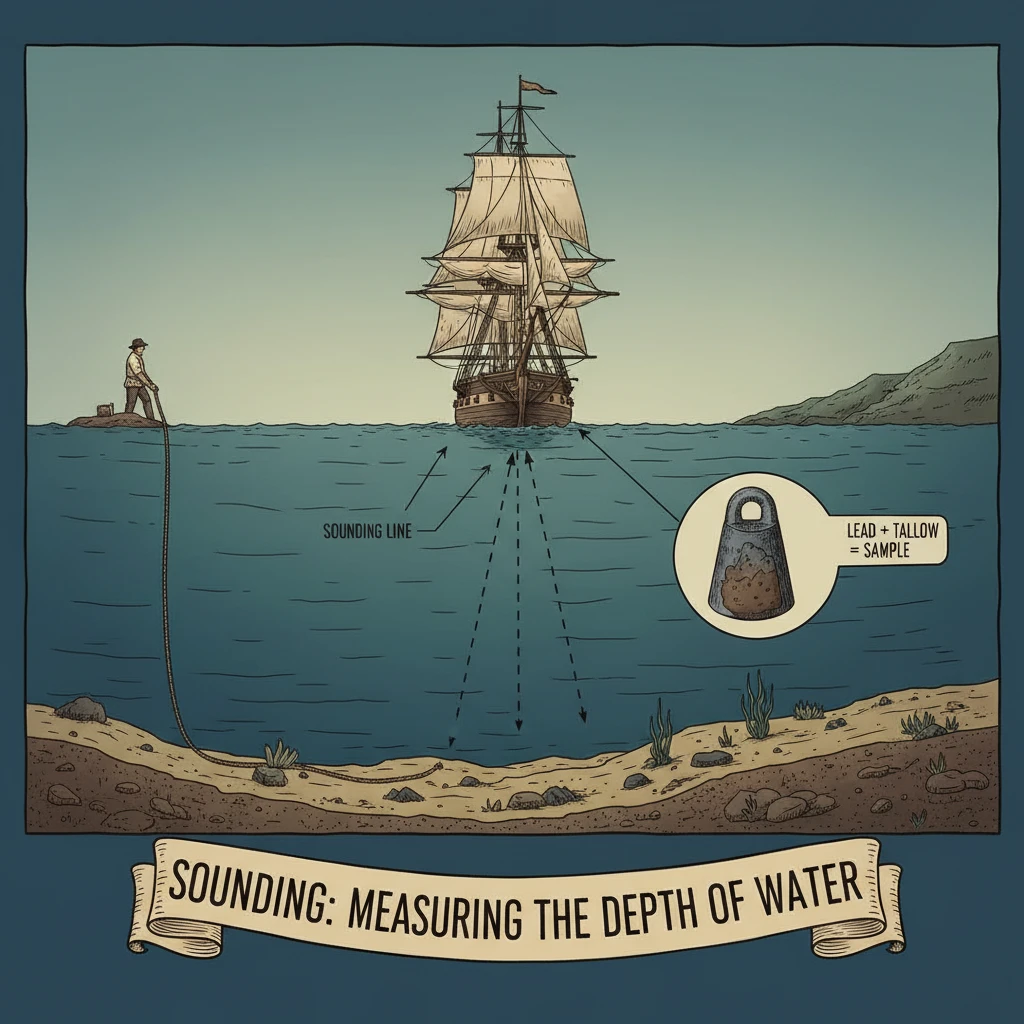 SOUNDING LINE
LEAD + TALLOW
= SAMPLE
SOUNDING: MEASURING THE DEPTH OF WATER